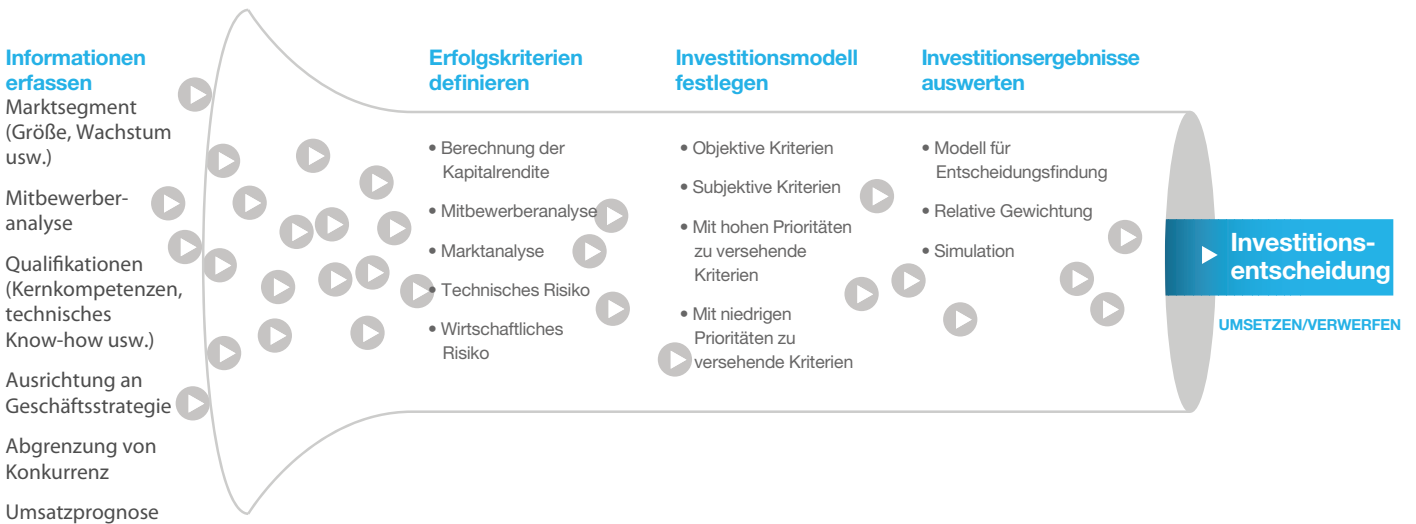 Informationen
erfassen
Marktsegment
(Größe, Wachstum
usw.)
Mitbewerber-
analyse
Qualifikationen
(Kernkompetenzen,
technisches
Know-how usw.)
Ausrichtung an
Geschäftsstrategie
Abgrenzung von
Konkurrenz
Umsatzprognose
Erfolgskriterien
definieren
• Berechnung der
Kapitalrendite
• Mitbewerberanalyse
• Marktanalyse
• Technisches Risiko
• Wirtschaftliches
Risiko
Investitionsmodell
festlegen
• Objektive Kriterien
• Subjektive Kriterien
• Mit hohen Prioritäten
zu versehende
Kriterien
• Mit niedrigen
Prioritäten zu
versehende Kriterien
Investitionsergebnisse
auswerten
• Modell für
Entscheidungsfindung
• Relative Gewichtung
• Simulation
Investitions-
entscheidung
UMSETZEN/VERWERFEN